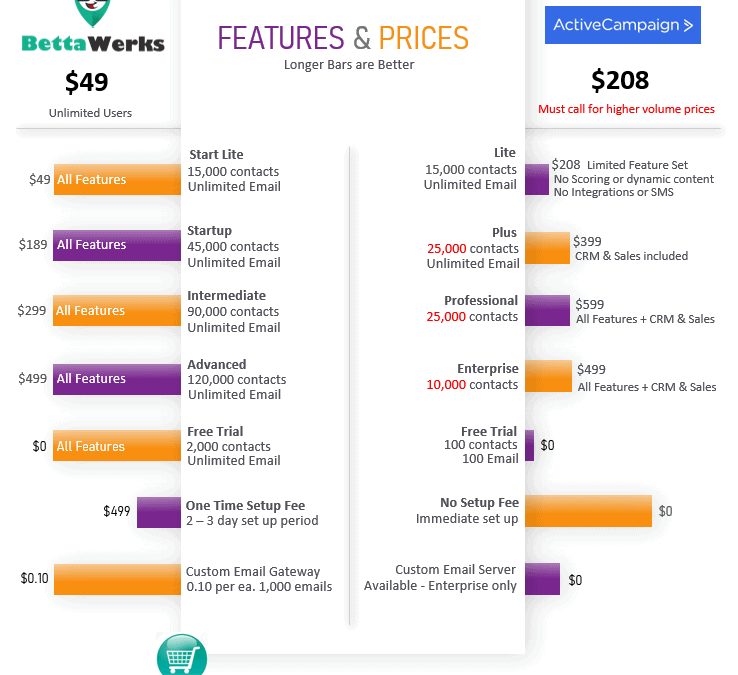 BettaWerks
$49
Unlimited Users
FEATURES & PRICES
Longer Bars are Better
ActiveCampaign >
$208
Must call for higher volume prices
$49 All Features
Start Lite
15,000 contacts
Unlimited Email
Lite
15,000 contacts
Unlimited Email
$208 Limited Feature Set
No Scoring or dynamic content
No Integrations or SMS
$189 All Features
Startup
45,000 contacts
Unlimited Email
Plus
25,000 contacts
Unlimited Email
$399
CRM & Sales included
$299 All Features
Intermediate
90,000 contacts
Unlimited Email
Professional
25,000 contacts
$599
All Features + CRM & Sales
$499 All Features
Advanced
120,000 contacts
Unlimited Email
Enterprise
10,000 contacts
$499
All Features + CRM & Sales
$0 All Features
Free Trial
2,000 contacts
Unlimited Email
Free Trial
100 contacts
100 Email
$0
$499
One Time Setup Fee
2 – 3 day set up period
No Setup Fee
Immediate set up
$0
$0.10
Custom Email Gateway
0.10 per ea. 1,000 emails
Custom Email Server
Available - Enterprise only
$0